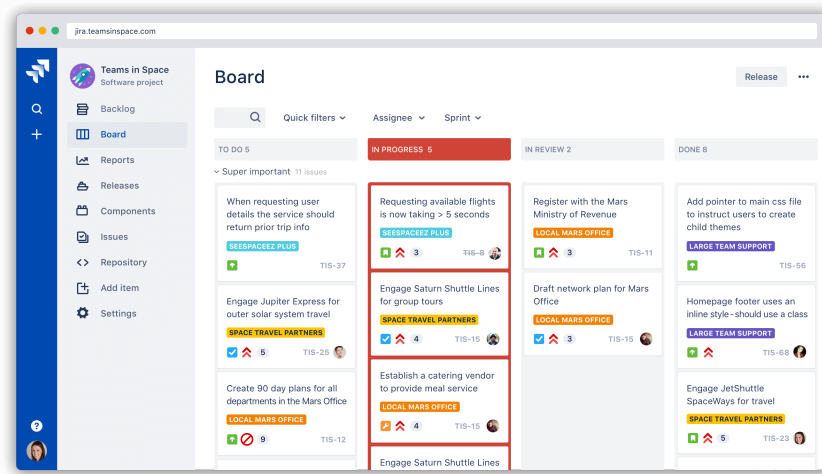 jira.teamsinspace.com
Teams in Space
Software project
Backlog
Board
Reports
Releases
Components
Issues
Repository
Add item
Settings
?
Board
Release
Quick filters
Assignee
Sprint
TO DO 5
IN PROGRESS 5
IN REVIEW 2
DONE 8
Super important 11 issues
When requesting user
details the service should
return prior trip info
SEESPACEEZ PLUS
TIS-37
Engage Jupiter Express for
outer solar system travel
SPACE TRAVEL PARTNERS
5 TIS-25
Create 90 day plans for all
departments in the Mars Office
LOCAL MARS OFFICE
9 TIS-12
Requesting available flights
is now taking > 5 seconds
SEESPACEEZ PLUS
3 TIS-8
Engage Saturn Shuttle Lines
for group tours
SPACE TRAVEL PARTNERS
4 TIS-15
Establish a catering vendor
to provide meal service
LOCAL MARS OFFICE
4 TIS-15
Engage Saturn Shuttle Lines
Register with the Mars
Ministry of Revenue
LOCAL MARS OFFICE
3 TIS-11
Draft network plan for Mars
Office
LOCAL MARS OFFICE
3 TIS-15
Add pointer to main css file
to instruct users to create
child themes
LARGE TEAM SUPPORT
TIS-56
Homepage footer uses an
inline style-should use a class
LARGE TEAM SUPPORT
TIS-68
Engage JetShuttle
SpaceWays for travel
SPACE TRAVEL PARTNERS
5 TIS-23